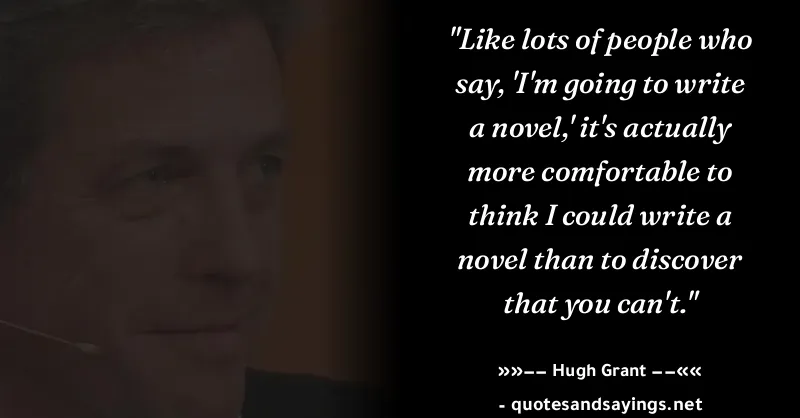 "Like lots of people who
say, 'I'm going to write
a novel,' it's actually
more comfortable to
think I could write a
novel than to discover
that you can't."
»»–– Hugh Grant ––««
- quotesandsayings.net